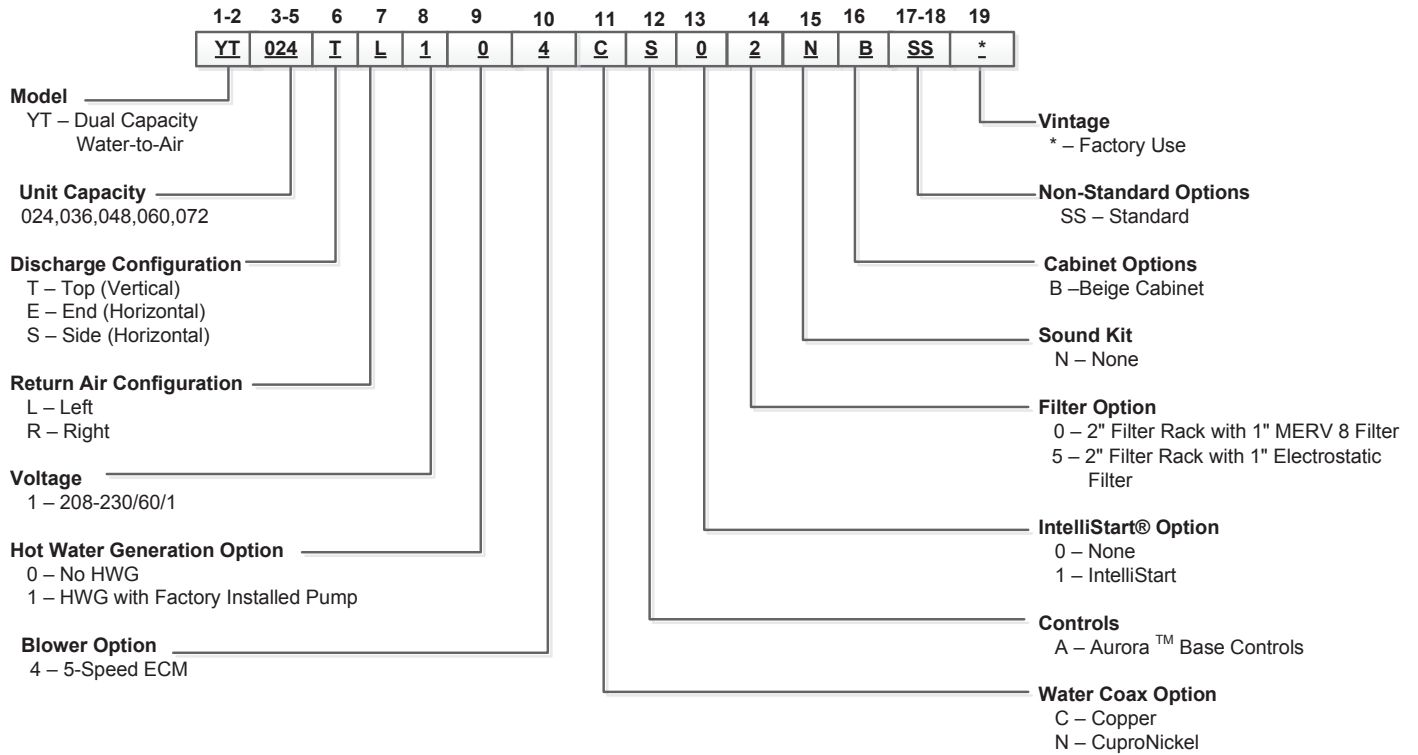 1-2 3-5 6 7 8 9 10 11 12 13 14 15 16 17-18 19
YT 024 T L 1 0 4 C S 0 2 N B SS *
Model
YT – Dual Capacity
Water-to-Air
Unit Capacity
024,036,048,060,072
Discharge Configuration
T – Top (Vertical)
E – End (Horizontal)
S – Side (Horizontal)
Return Air Configuration
L – Left
R – Right
Voltage
1 – 208-230/60/1
Hot Water Generation Option
0 – No HWG
1 – HWG with Factory Installed Pump
Blower Option
4 – 5-Speed ECM
Vintage
* – Factory Use
Non-Standard Options
SS – Standard
Cabinet Options
B –Beige Cabinet
Sound Kit
N – None
Filter Option
0 – 2" Filter Rack with 1" MERV 8 Filter
5 – 2" Filter Rack with 1" Electrostatic
Filter
IntelliStart® Option
0 – None
1 – IntelliStart
Controls
A – Aurora TM Base Controls
Water Coax Option
C – Copper
N – CuproNickel